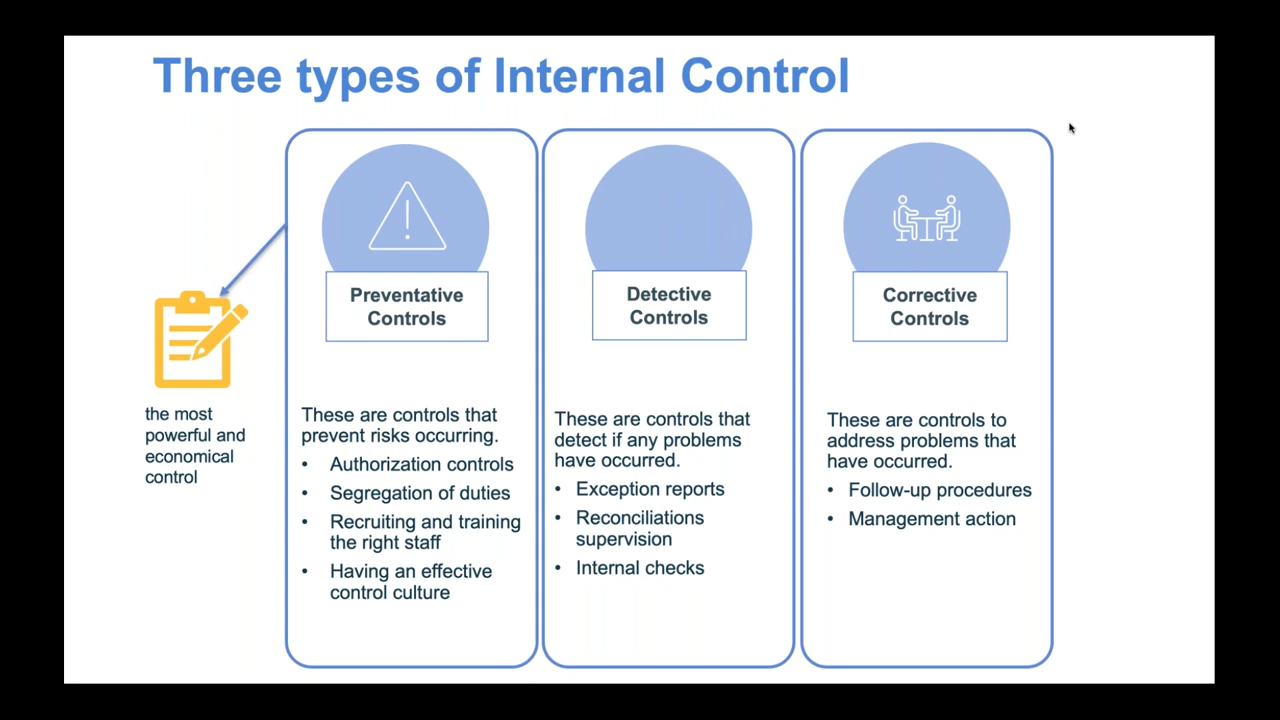 Three types of Internal Control
the most
powerful and
economical
control
Preventative
Controls
These are controls that
prevent risks occurring.
• Authorization controls
• Segregation of duties
• Recruiting and training
the right staff
• Having an effective
control culture
Detective
Controls
These are controls that
detect if any problems
have occurred.
• Exception reports
• Reconciliations
supervision
• Internal checks
Corrective
Controls
These are controls to
address problems that
have occurred.
• Follow-up procedures
• Management action